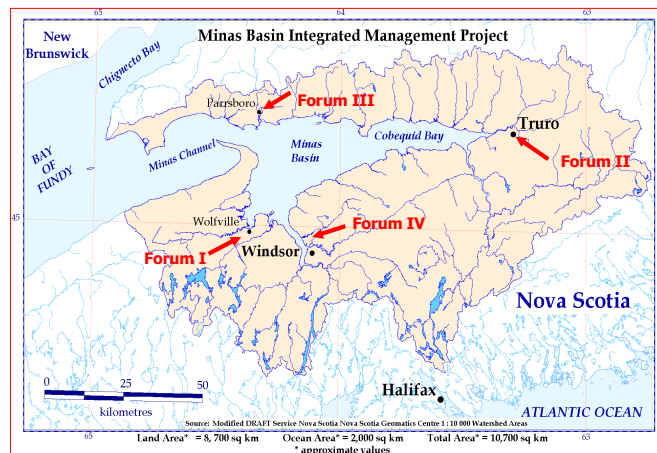 65
64
63
New
Brunswick
Chignecto Bay
Minas Basin Integrated Management Project
Parrsboro
Forum III
Truro
Cobequid Bay
Minas
Basin
Minas Channel
BAY
OF
FUNDY
Forum II
45
45
Wolfville
Forum IV
Forum I
Windsor
Nova Scotia
0
25
50
kilometres
Halifax
ATLANTIC OCEAN
Source: Modified DRAFT Service Nova Scotia Nova Scotia Geomatics Centre 1 : 10 000 Watershed Areas
65
63
Land Area* = 8, 700 sq km Ocean Area* = 2,000 sq km Total Area* = 10,700 sq km
* approximate values